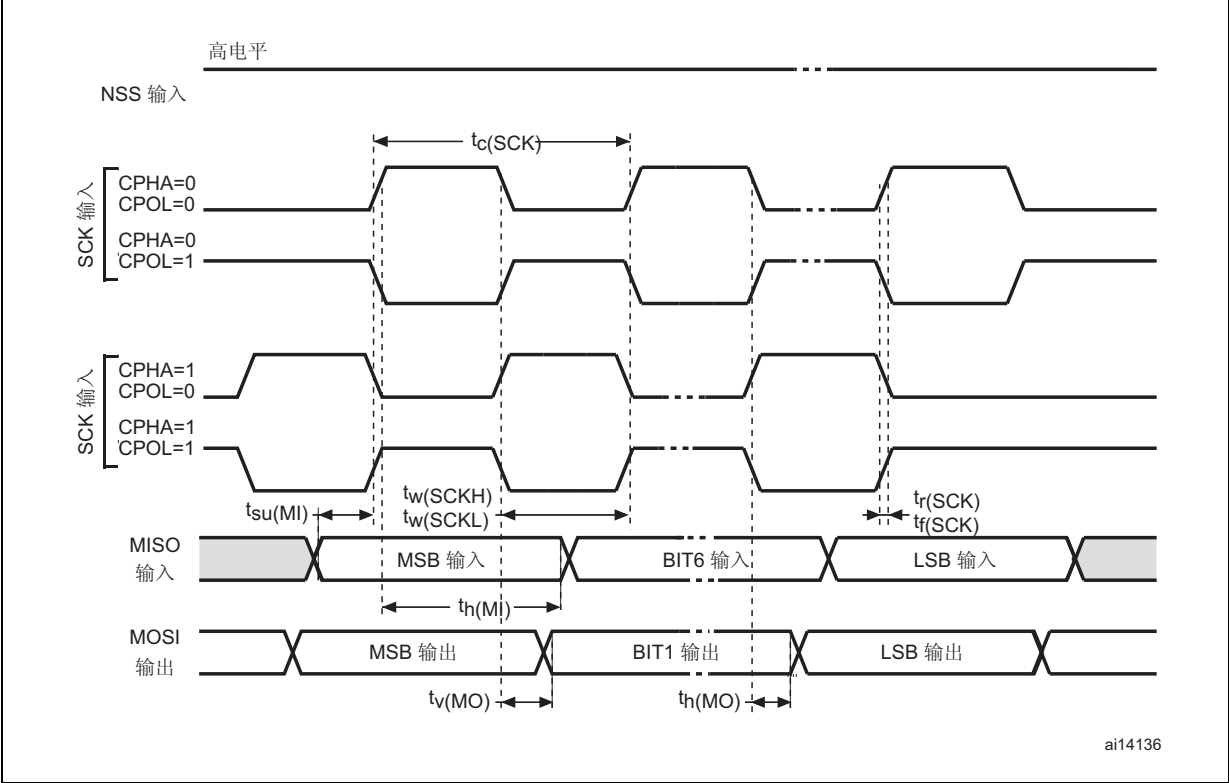 高电平
NSS 输入
tc(SCK)
SCK 输入
CPHA=0
CPOL=0
CPHA=0
CPOL=1
SCK 输入
CPHA=1
CPOL=0
CPHA=1
CPOL=1
tsu(MI)
tw(SCKH)
tw(SCKL)
tr(SCK)
tf(SCK)
MISO
输入
MSB 输入
BIT6 输入
LSB 输入
th(MI)
MOSI
输出
MSB 输出
BIT1 输出
LSB 输出
tv(MO)
th(MO)
ai14136